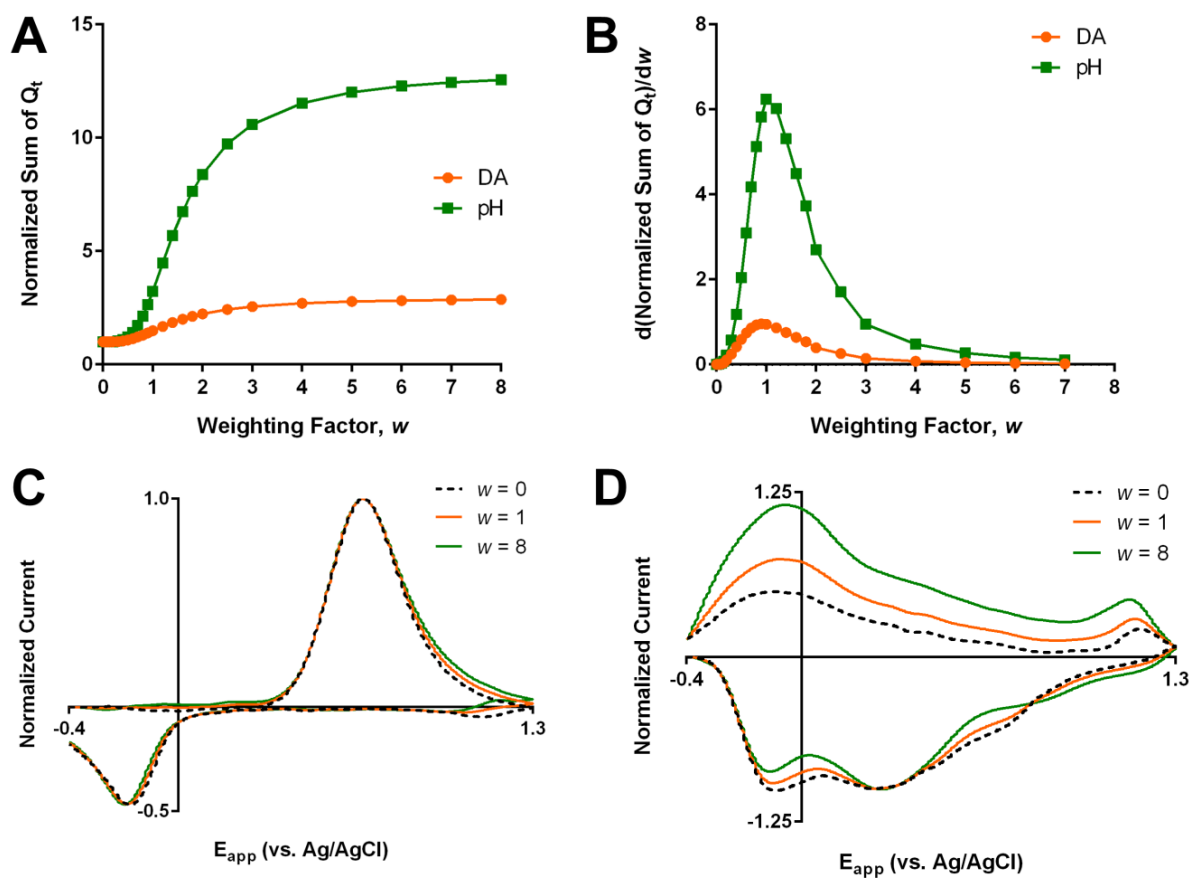 A
Normalized Sum of Qt
15
10
5
0
DA
pH
0 1 2 3 4 5 6 7 8
Weighting Factor, w
B
d(Normalized Sum of Qt)/dw
8
6
4
2
0
DA
pH
0 1 2 3 4 5 6 7 8
Weighting Factor, w
C
Normalized Current
1.0
w = 0
w = 1
w = 8
-0.4
1.3
-0.5
Eapp (vs. Ag/AgCl)
D
Normalized Current
1.25
w = 0
w = 1
w = 8
-0.4
1.3
-1.25
Eapp (vs. Ag/AgCl)